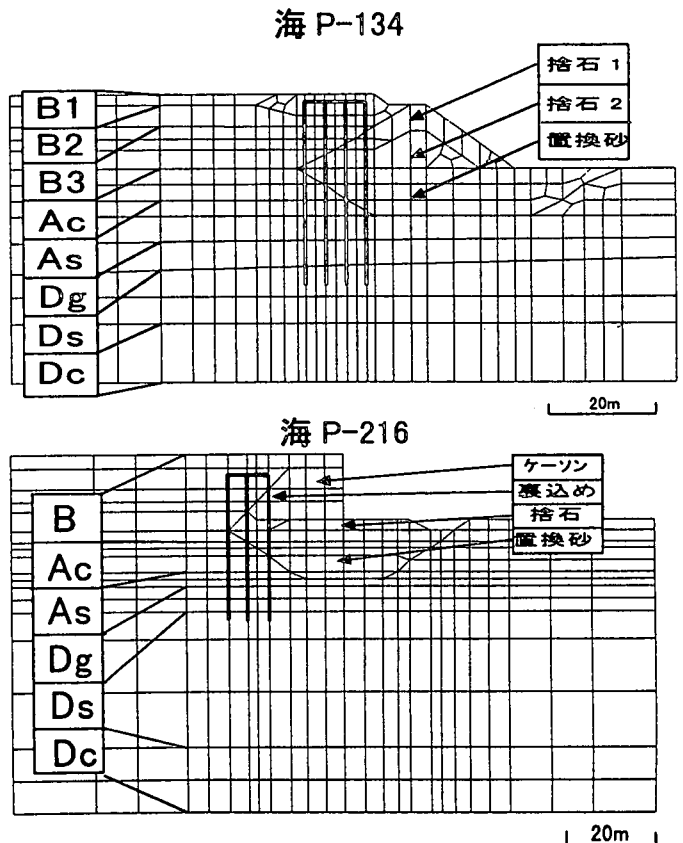 海 P-134
捨石 1
捨石 2
置換砂
B1
B2
B3
Ac
As
Dg
Ds
Dc
20m
海 P-216
ケーソン
裏込め
捨石
置換砂
B
Ac
As
Dg
Ds
Dc
20m